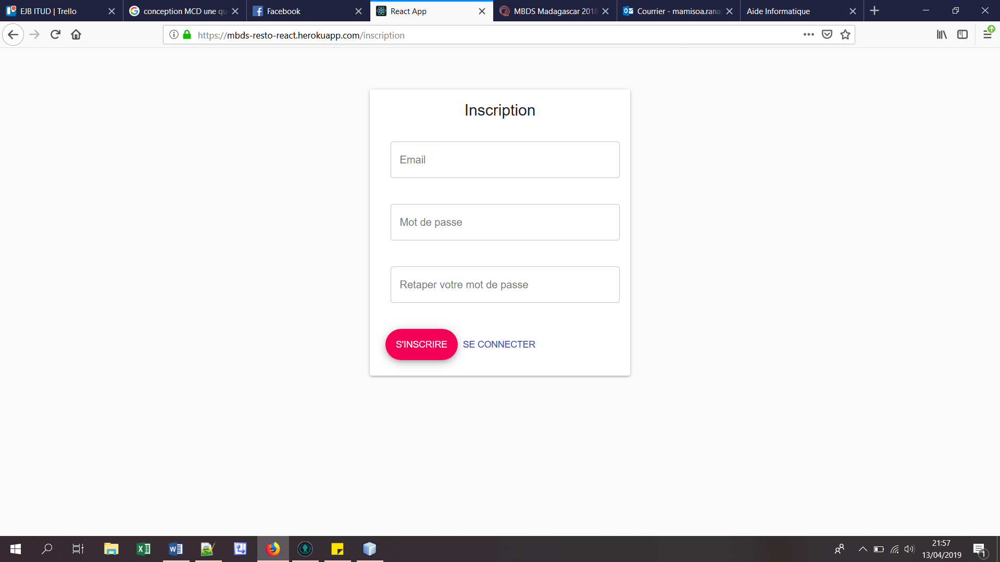 EJB ITUD | Trello
conception MCD une qu
Facebook
React App
MBDS Madagascar 2018
Courrier - mamisoa.rana
Aide Informatique
https://mbds-resto-react.herokuapp.com/inscription
Inscription
Email
Mot de passe
Retaper votre mot de passe
S'INSCRIRE
SE CONNECTER
21:57
13/04/2019
1